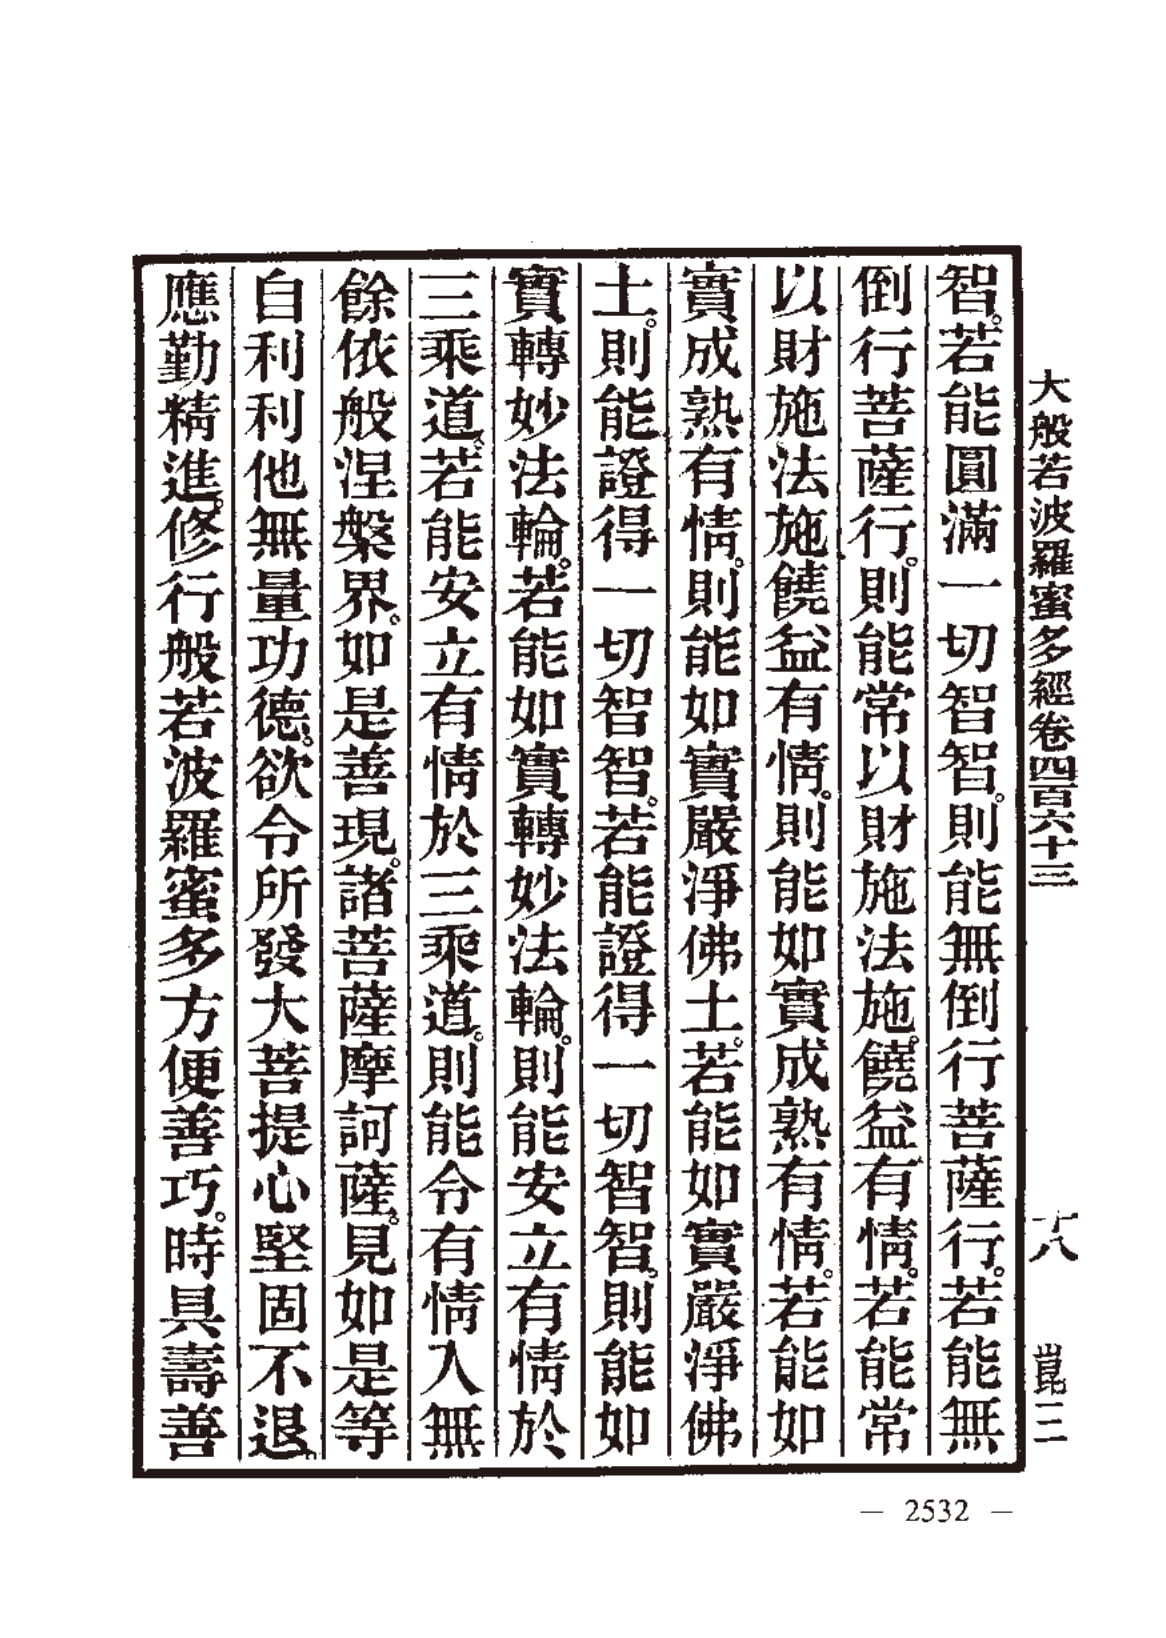 大般若波羅蜜多經卷四百六十三　十八　崑三
智。若能圓滿一切智智。則能無倒行菩薩行。若能無
倒行菩薩行。則能常以財施法施。饒益有情。若能常
以財施法施饒益有情。則能如實成熟有情。若能如
實成熟有情。則能如實嚴淨佛土。若能如實嚴淨佛
土。則能證得一切智智。若能證得一切智智。則能如
實轉妙法輪。若能如實轉妙法輪。則能安立有情於
三乘道。若能安立有情於三乘道。則能令有情入無
餘依般涅槃界。如是善現。諸菩薩摩訶薩。見如是等
自利利他無量功德。欲令所發大菩提心堅固不退。
應勤精進。修行般若波羅蜜多方便善巧。時具壽善
— 2532 —